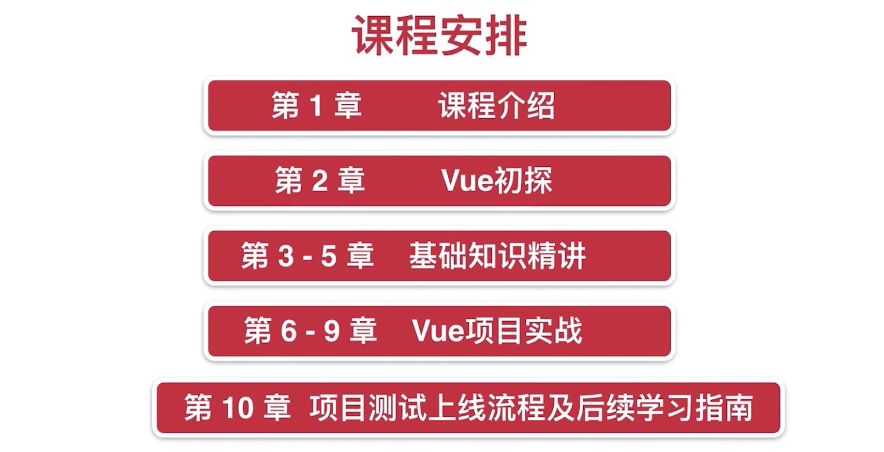 课程安排
第 1 章 课程介绍
第 2 章 Vue初探
第 3 - 5 章 基础知识精讲
第 6 - 9 章 Vue项目实战
第 10 章 项目测试上线流程及后续学习指南